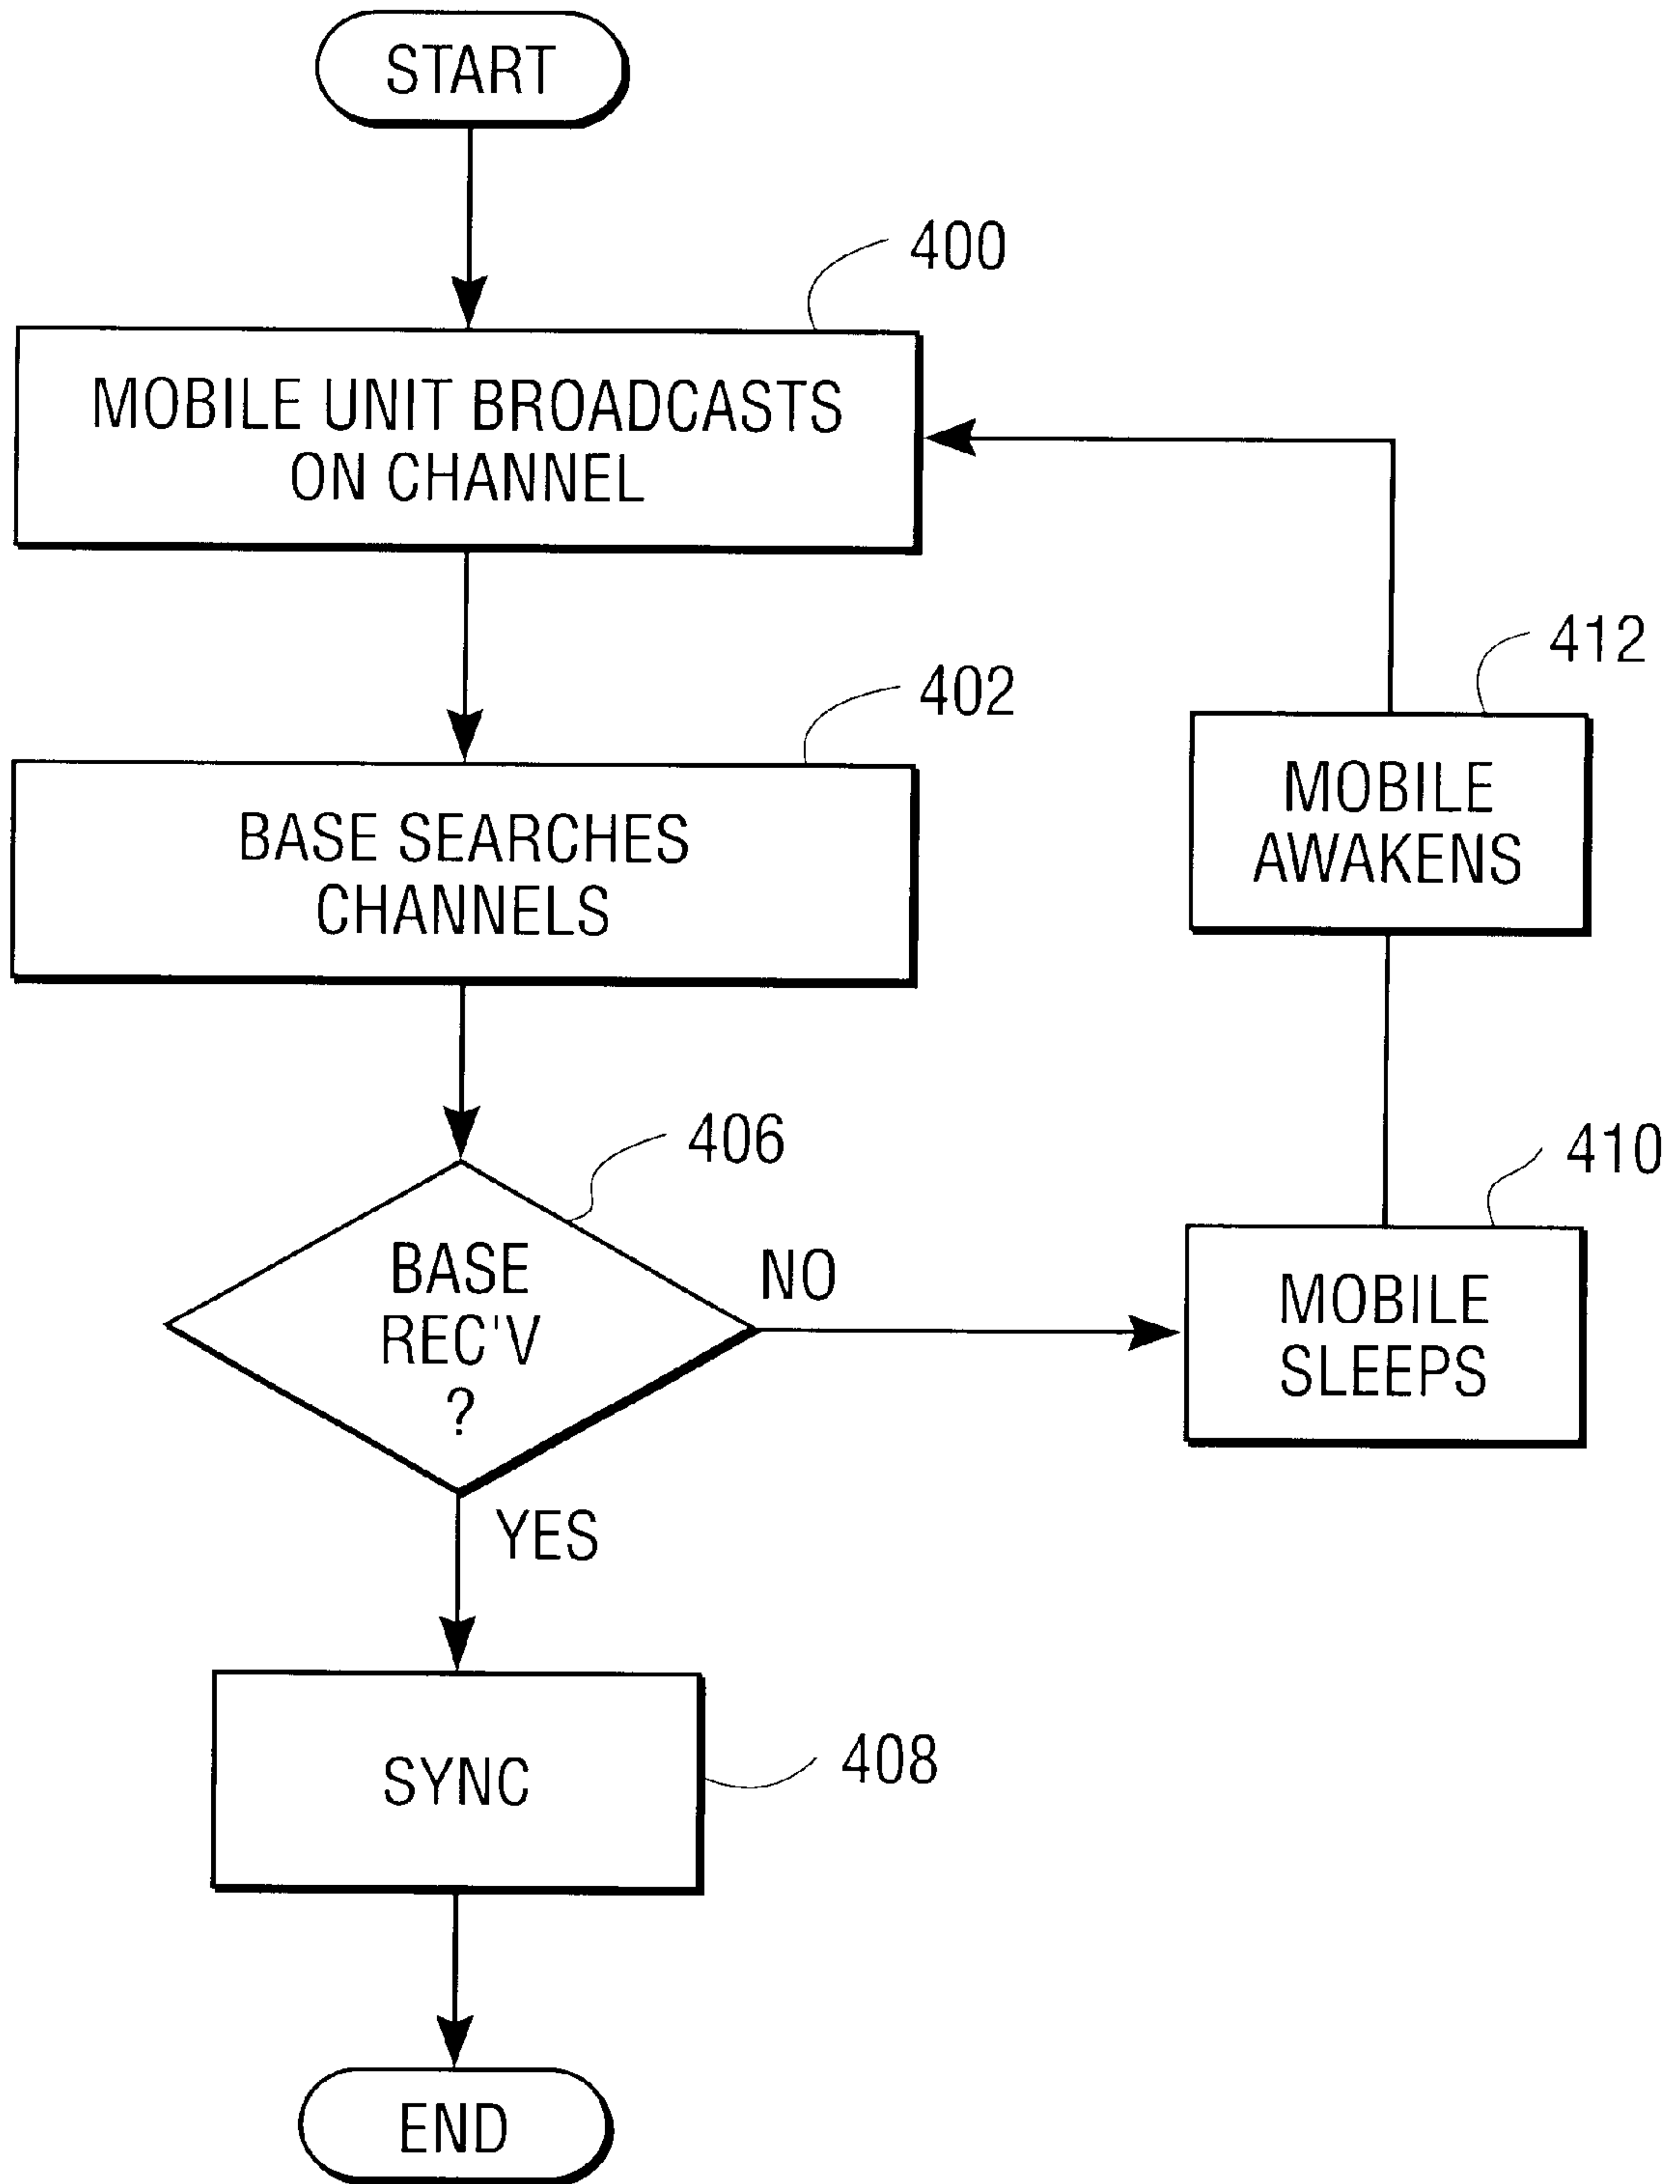 START
400
MOBILE UNIT BROADCASTS
ON CHANNEL
402
BASE SEARCHES
CHANNELS
412
MOBILE
AWAKENS
406
BASE
REC'V
?
NO
410
MOBILE
SLEEPS
YES
SYNC
408
END